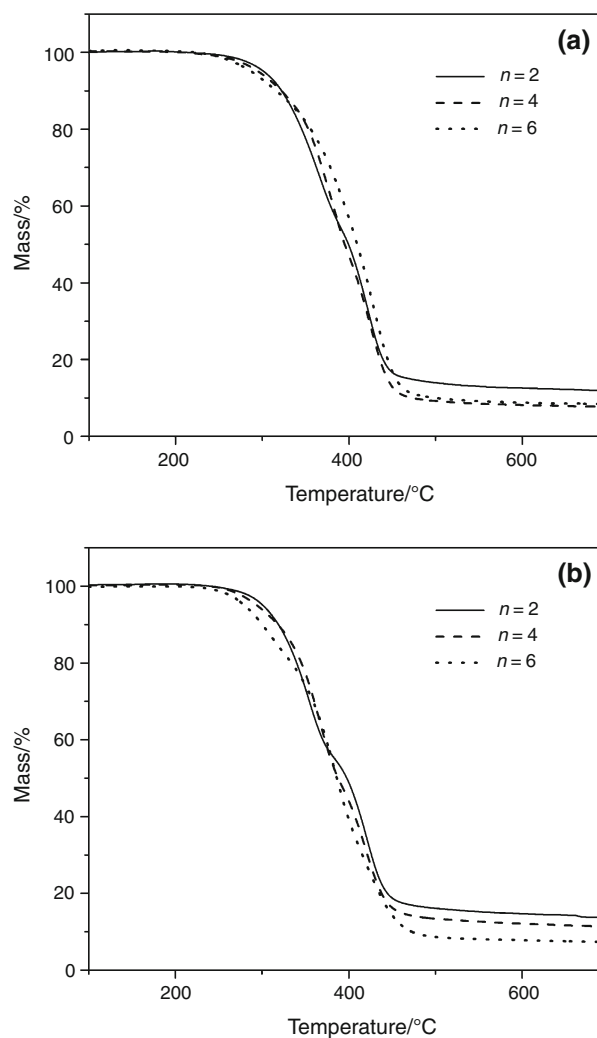 (a)
n = 2
n = 4
n = 6
100
80
60
40
20
0
Mass/%
200
400
600
Temperature/°C
(b)
n = 2
n = 4
n = 6
100
80
60
40
20
0
Mass/%
200
400
600
Temperature/°C